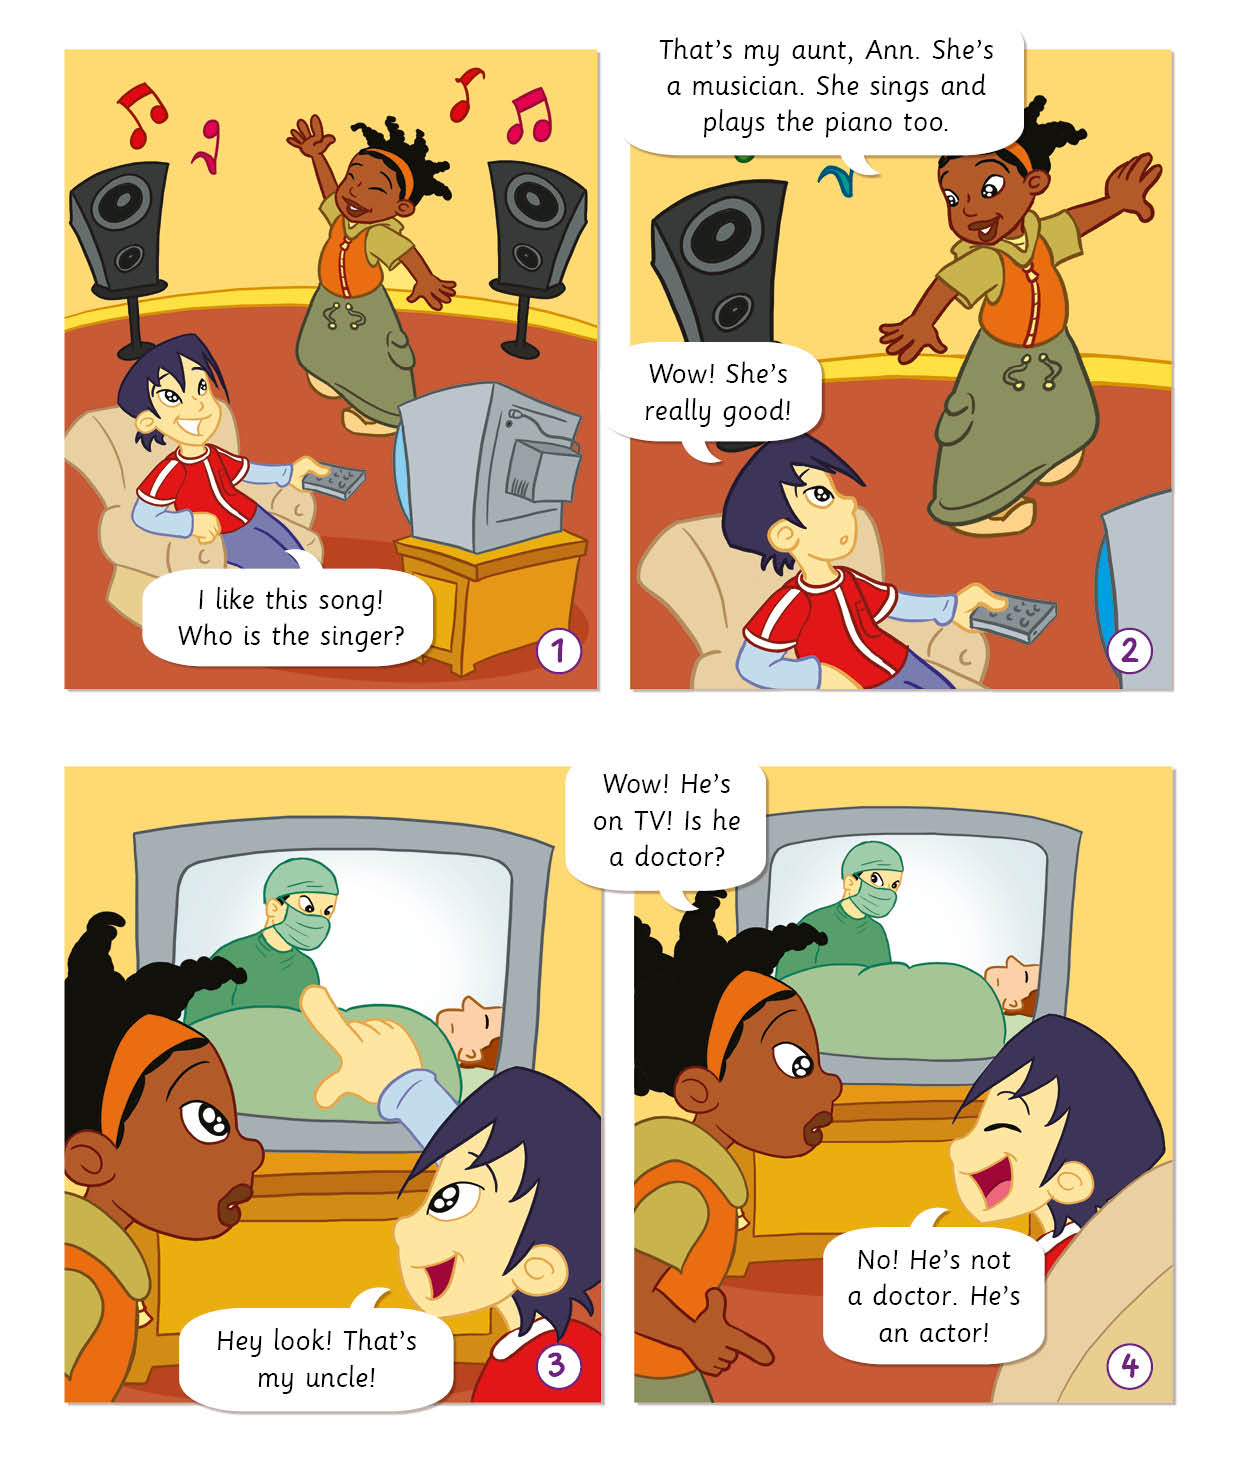 I like this song!
Who is the singer?
1
That's my aunt, Ann. She's
a musician. She sings and
plays the piano too.
Wow! She's
really good!
2
Hey look! That's
my uncle!
3
Wow! He's
on TV! Is he
a doctor?
No! He's not
a doctor. He's
an actor!
4